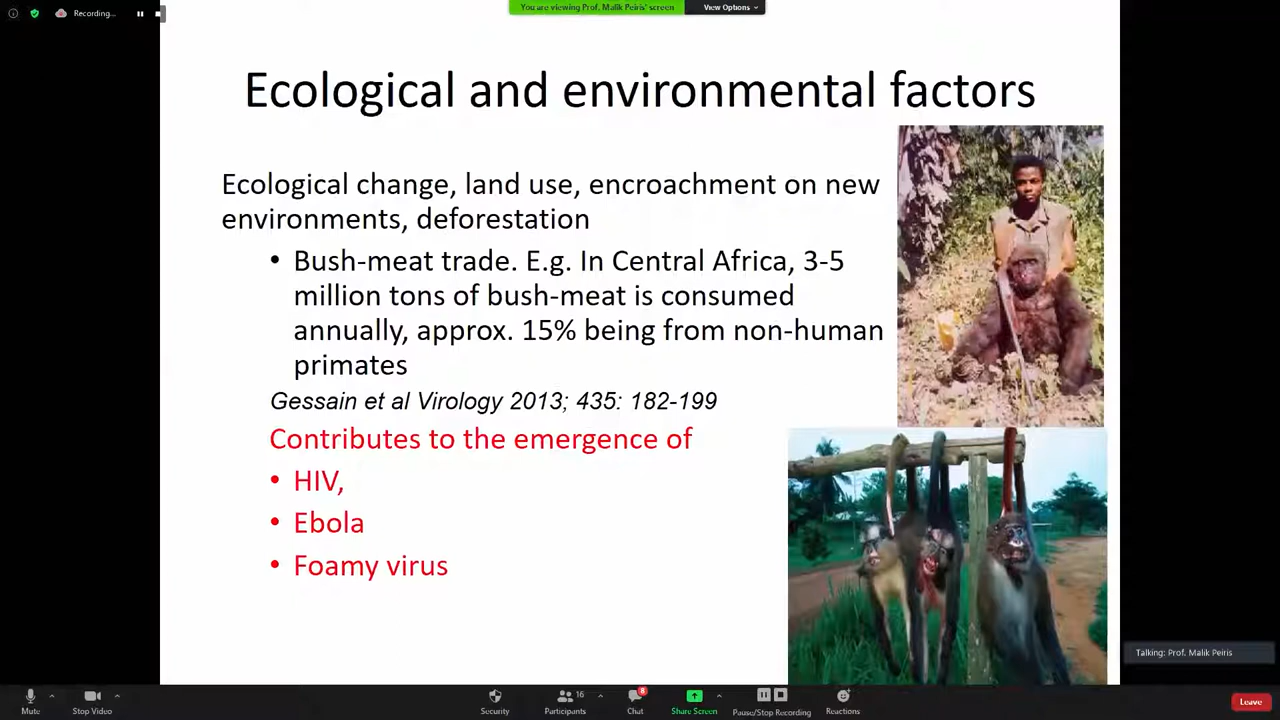 Recording...
You are viewing Prof. Malik Peiris' screen
View Options
Ecological and environmental factors
Ecological change, land use, encroachment on new
environments, deforestation
• Bush-meat trade. E.g. In Central Africa, 3-5
million tons of bush-meat is consumed
annually, approx. 15% being from non-human
primates
Gessain et al Virology 2013; 435: 182-199
Contributes to the emergence of
• HIV,
• Ebola
• Foamy virus
Talking: Prof. Malik Peiris
Mute
Stop Video
Security
16
Participants
8
Chat
Share Screen
Pause/Stop Recording
Reactions
Leave